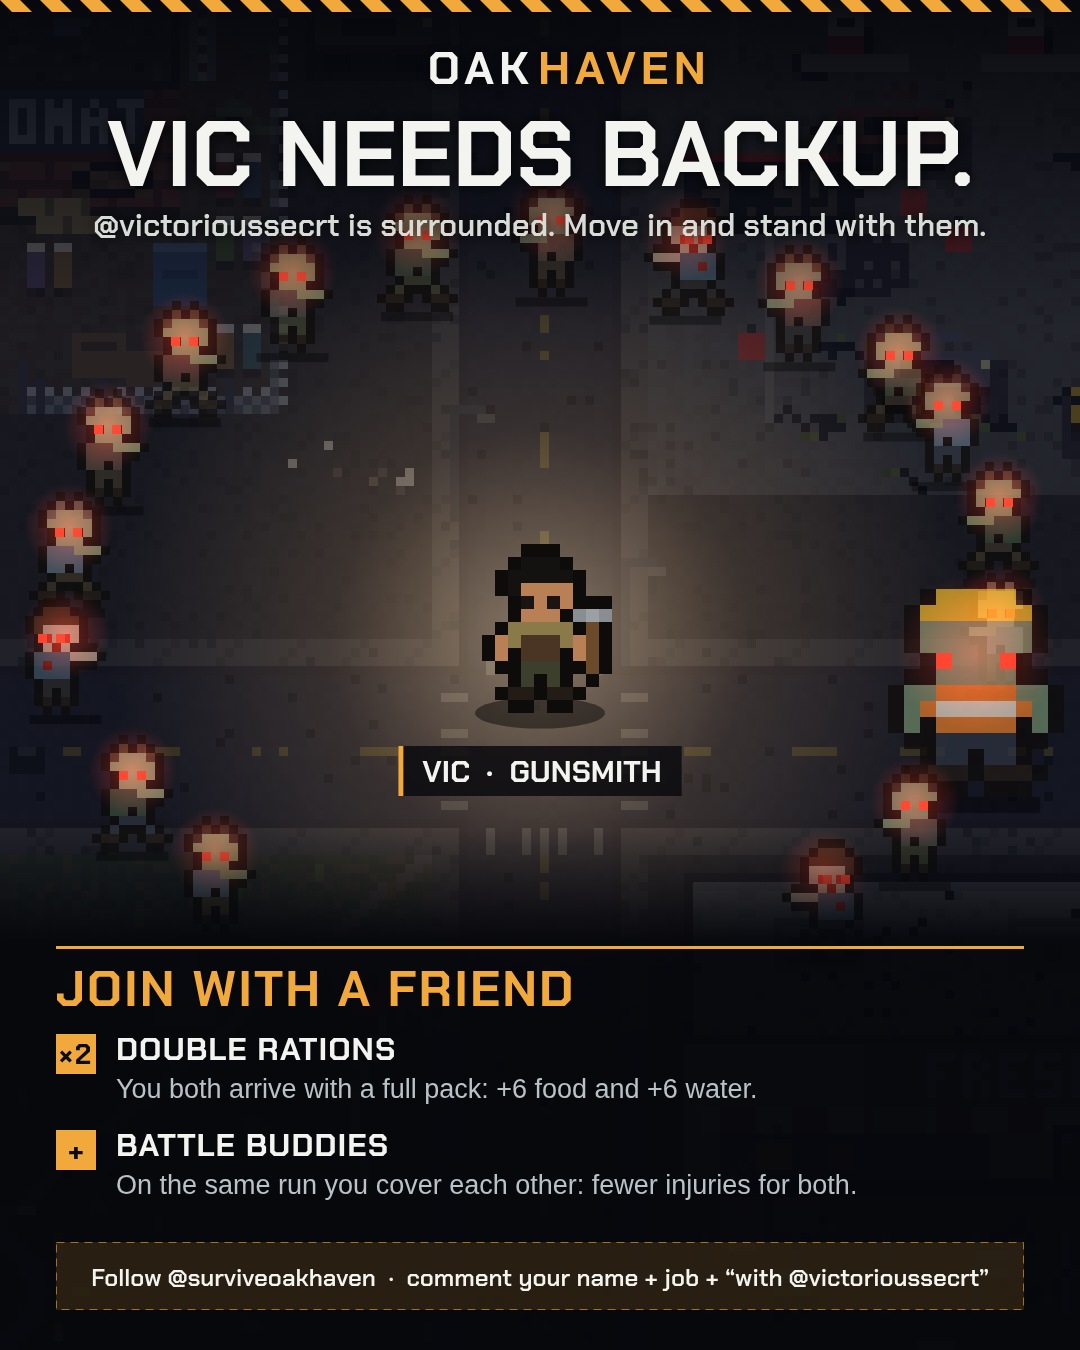 OAKHAVEN
VIC NEEDS BACKUP.
@victorioussecrt is surrounded. Move in and stand with them.
VIC · GUNSMITH
JOIN WITH A FRIEND
×2 DOUBLE RATIONS
You both arrive with a full pack: +6 food and +6 water.
+ BATTLE BUDDIES
On the same run you cover each other: fewer injuries for both.
Follow @surviveoakhaven · comment your name + job + “with @victorioussecrt”